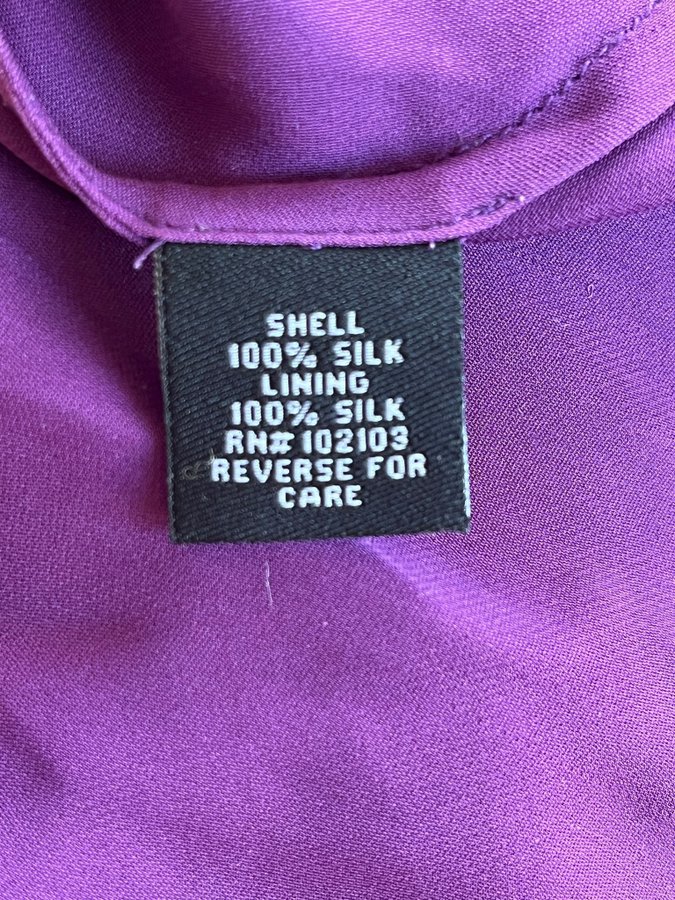 SHELL
100% SILK
LINING
100% SILK
RN# 102103
REVERSE FOR
CARE